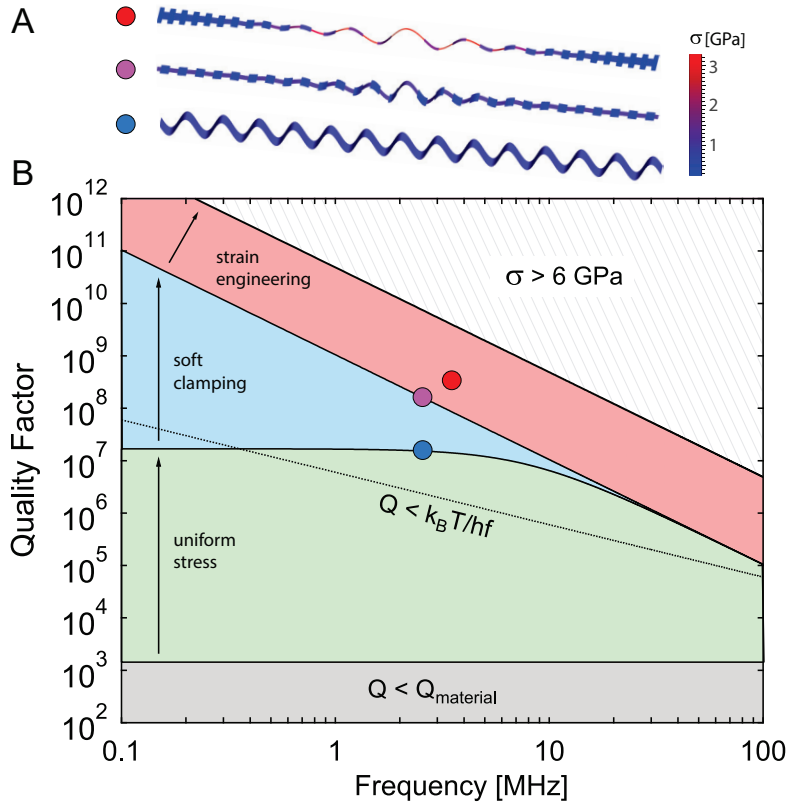 A
σ [GPa]
3
2
1
B
10^12
10^11
10^10
10^9
10^8
10^7
10^6
10^5
10^4
10^3
10^2
Quality Factor
strain
engineering
σ > 6 GPa
soft
clamping
Q < k_B T/hf
uniform
stress
Q < Q_material
0.1
1
10
100
Frequency [MHz]